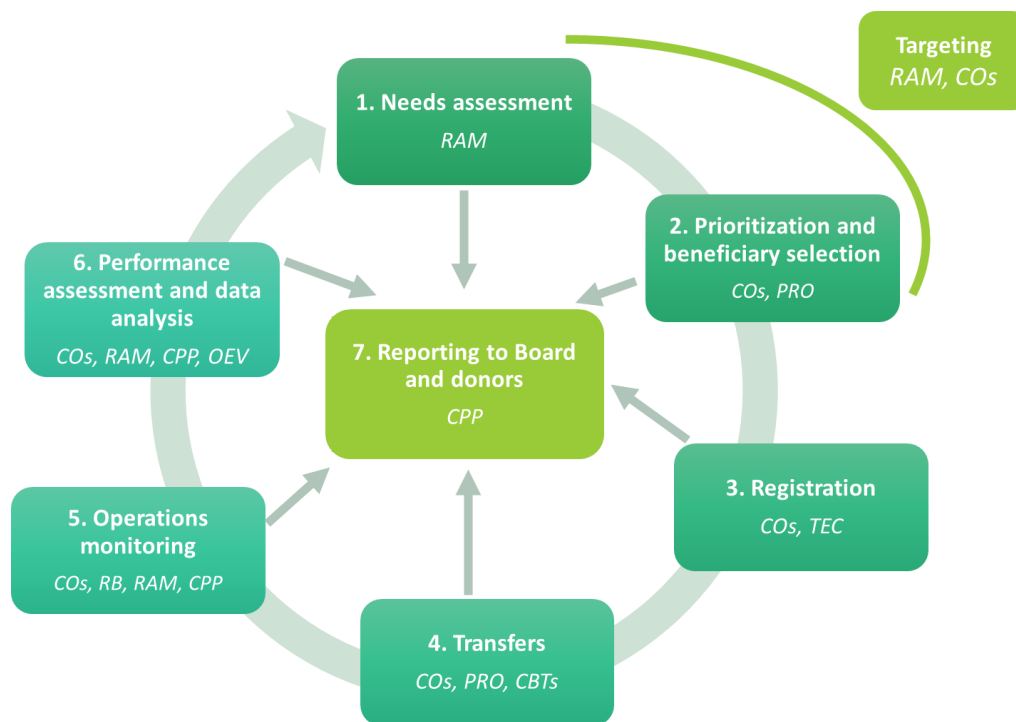 Targeting
RAM, COs
1. Needs assessment
RAM
2. Prioritization and
beneficiary selection
COs, PRO
3. Registration
COs, TEC
4. Transfers
COs, PRO, CBTs
5. Operations
monitoring
COs, RB, RAM, CPP
6. Performance
assessment and data
analysis
COs, RAM, CPP, OEV
7. Reporting to Board
and donors
CPP